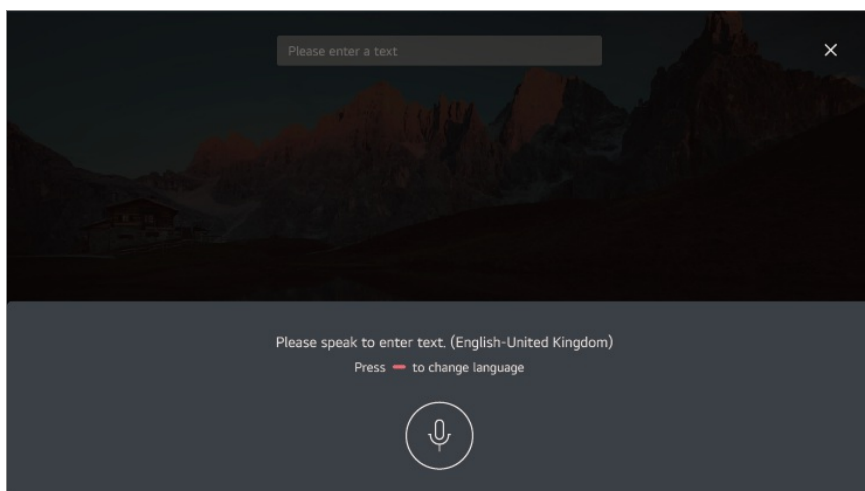 Please enter a text
Please speak to enter text. (English-United Kingdom)
Press to change language